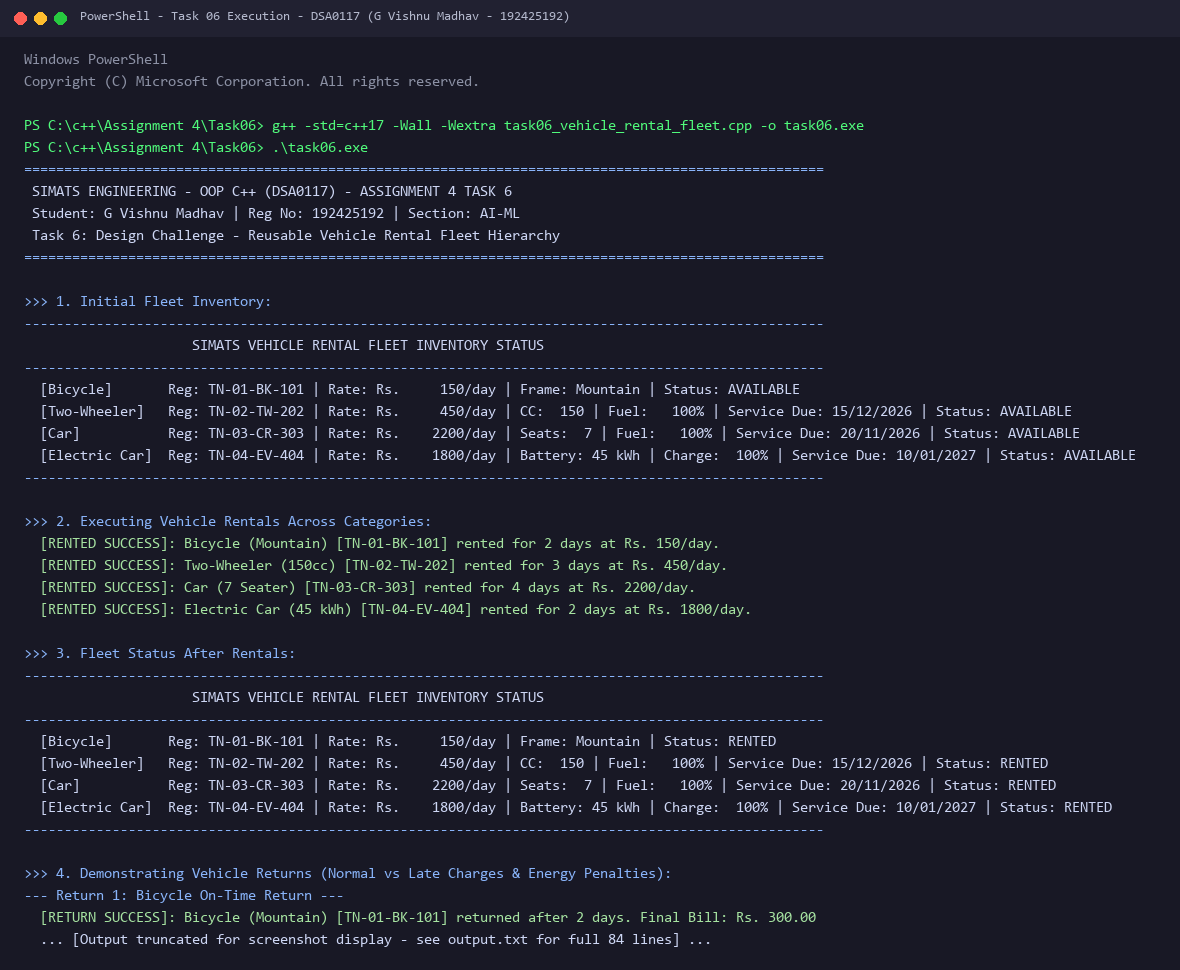 PowerShell - Task 06 Execution - DSA0117 (G Vishnu Madhav - 192425192)
Windows PowerShell
Copyright (C) Microsoft Corporation. All rights reserved.
PS C:\c++\Assignment 4\Task06> g++ -std=c++17 -Wall -Wextra task06_vehicle_rental_fleet.cpp -o task06.exe
PS C:\c++\Assignment 4\Task06> .\task06.exe
====================================================================================================
SIMATS ENGINEERING - OOP C++ (DSA0117) - ASSIGNMENT 4 TASK 6
Student: G Vishnu Madhav | Reg No: 192425192 | Section: AI-ML
Task 6: Design Challenge - Reusable Vehicle Rental Fleet Hierarchy
====================================================================================================
>>> 1. Initial Fleet Inventory:
----------------------------------------------------------------------------------------------------
SIMATS VEHICLE RENTAL FLEET INVENTORY STATUS
----------------------------------------------------------------------------------------------------
[Bicycle]       Reg: TN-01-BK-101 | Rate: Rs.     150/day | Frame: Mountain | Status: AVAILABLE
[Two-Wheeler]   Reg: TN-02-TW-202 | Rate: Rs.     450/day | CC:  150 | Fuel:   100% | Service Due: 15/12/2026 | Status: AVAILABLE
[Car]           Reg: TN-03-CR-303 | Rate: Rs.    2200/day | Seats:  7 | Fuel:   100% | Service Due: 20/11/2026 | Status: AVAILABLE
[Electric Car]  Reg: TN-04-EV-404 | Rate: Rs.    1800/day | Battery: 45 kWh | Charge:  100% | Service Due: 10/01/2027 | Status: AVAILABLE
----------------------------------------------------------------------------------------------------
>>> 2. Executing Vehicle Rentals Across Categories:
[RENTED SUCCESS]: Bicycle (Mountain) [TN-01-BK-101] rented for 2 days at Rs. 150/day.
[RENTED SUCCESS]: Two-Wheeler (150cc) [TN-02-TW-202] rented for 3 days at Rs. 450/day.
[RENTED SUCCESS]: Car (7 Seater) [TN-03-CR-303] rented for 4 days at Rs. 2200/day.
[RENTED SUCCESS]: Electric Car (45 kWh) [TN-04-EV-404] rented for 2 days at Rs. 1800/day.
>>> 3. Fleet Status After Rentals:
----------------------------------------------------------------------------------------------------
SIMATS VEHICLE RENTAL FLEET INVENTORY STATUS
----------------------------------------------------------------------------------------------------
[Bicycle]       Reg: TN-01-BK-101 | Rate: Rs.     150/day | Frame: Mountain | Status: RENTED
[Two-Wheeler]   Reg: TN-02-TW-202 | Rate: Rs.     450/day | CC:  150 | Fuel:   100% | Service Due: 15/12/2026 | Status: RENTED
[Car]           Reg: TN-03-CR-303 | Rate: Rs.    2200/day | Seats:  7 | Fuel:   100% | Service Due: 20/11/2026 | Status: RENTED
[Electric Car]  Reg: TN-04-EV-404 | Rate: Rs.    1800/day | Battery: 45 kWh | Charge:  100% | Service Due: 10/01/2027 | Status: RENTED
----------------------------------------------------------------------------------------------------
>>> 4. Demonstrating Vehicle Returns (Normal vs Late Charges & Energy Penalties):
--- Return 1: Bicycle On-Time Return ---
[RETURN SUCCESS]: Bicycle (Mountain) [TN-01-BK-101] returned after 2 days. Final Bill: Rs. 300.00
... [Output truncated for screenshot display - see output.txt for full 84 lines] ...